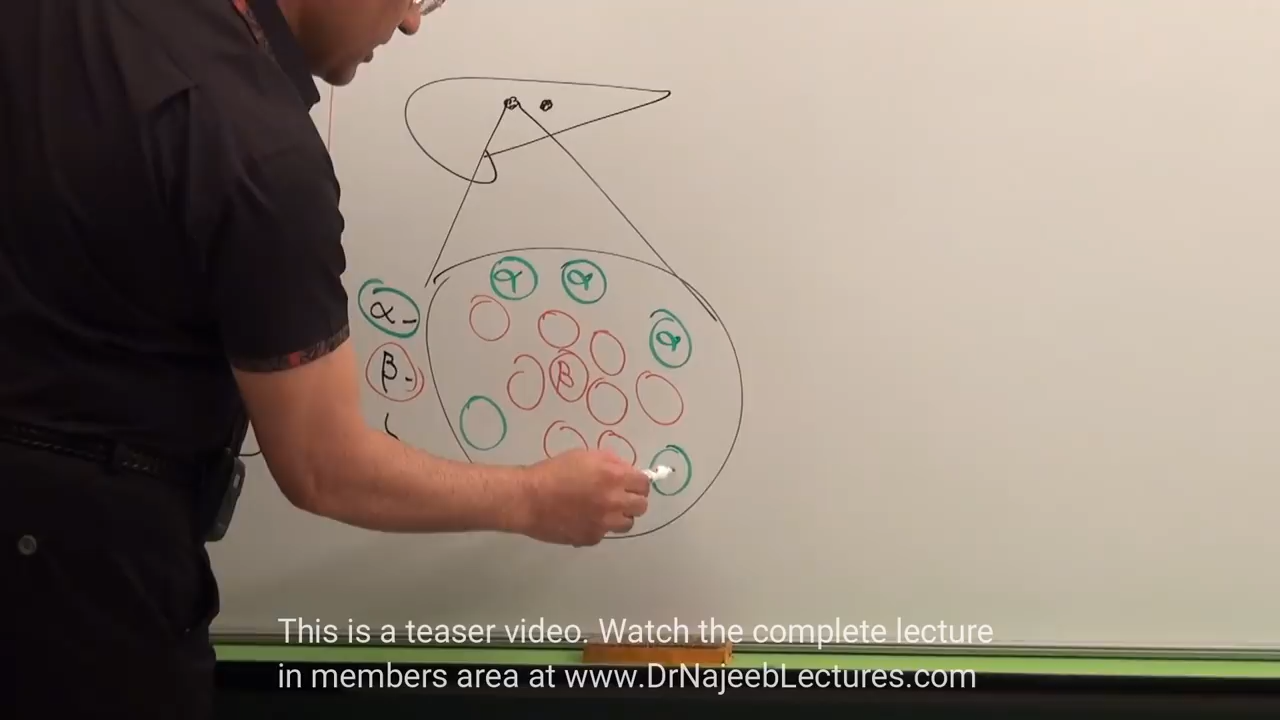 α α
α -
α
β -
β
This is a teaser video. Watch the complete lecture
in members area at www.DrNajeebLectures.com